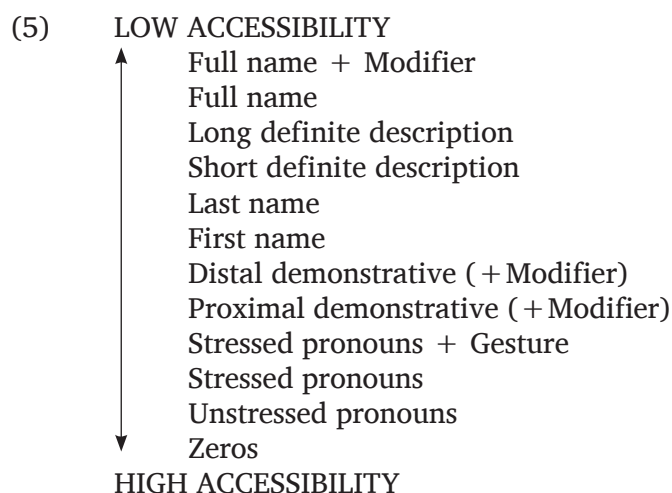 (5) LOW ACCESSIBILITY
Full name + Modifier
Full name
Long definite description
Short definite description
Last name
First name
Distal demonstrative (+Modifier)
Proximal demonstrative (+Modifier)
Stressed pronouns + Gesture
Stressed pronouns
Unstressed pronouns
Zeros
HIGH ACCESSIBILITY